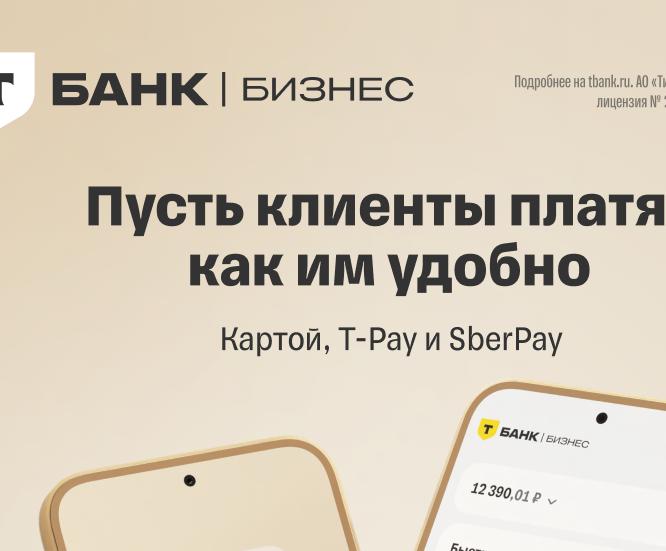 Т БАНК | БИЗНЕС
Подробнее на tbank.ru. АО
лицензия №
Пусть клиенты платя
как им удобно
Картой, T-Pay и SberPay
Т БАНК | БИЗНЕС
12 390,01 ₽